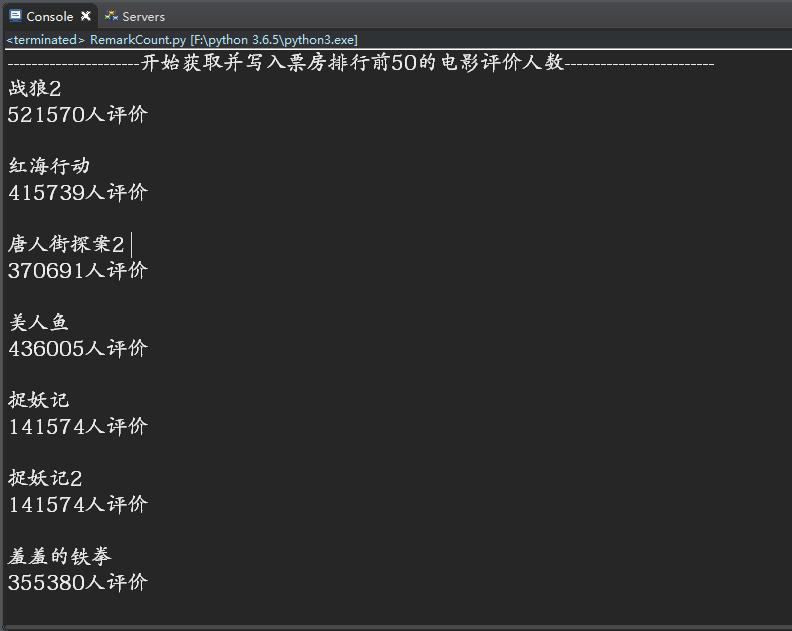 Console Servers
<terminated> RemarkCount.py [F:\python 3.6.5\python3.exe]
----------------------开始获取并写入票房排行前50的电影评价人数-------------------------
战狼2
521570人评价
红海行动
415739人评价
唐人街探案2
370691人评价
美人鱼
436005人评价
捉妖记
141574人评价
捉妖记2
141574人评价
羞羞的铁拳
355380人评价